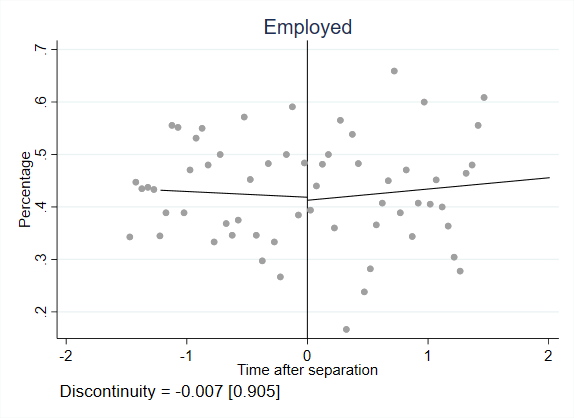 Employed
Percentage
.7
.6
.5
.4
.3
.2
-2 -1 0 1 2
Time after separation
Discontinuity = -0.007 [0.905]